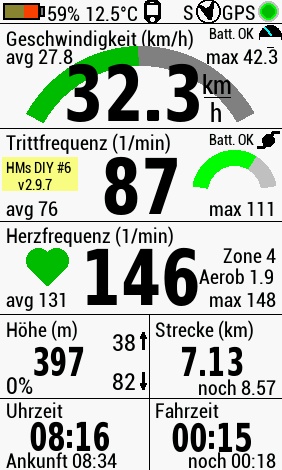 59% 12.5°C S GPS
Geschwindigkeit (km/h) Batt. OK
avg 27.8 max 42.3
32.3 km/h
Trittfrequenz (1/min) Batt. OK
HMs DIY #6
v2.9.7
87
avg 76 max 111
Herzfrequenz (1/min)
146
Zone 4
Aerob 1.9
avg 131 max 148
Höhe (m) Strecke (km)
38
397 7.13
0% 82 noch 8.57
Uhrzeit Fahrzeit
08:16 00:15
Ankunft 08:34 noch 00:18